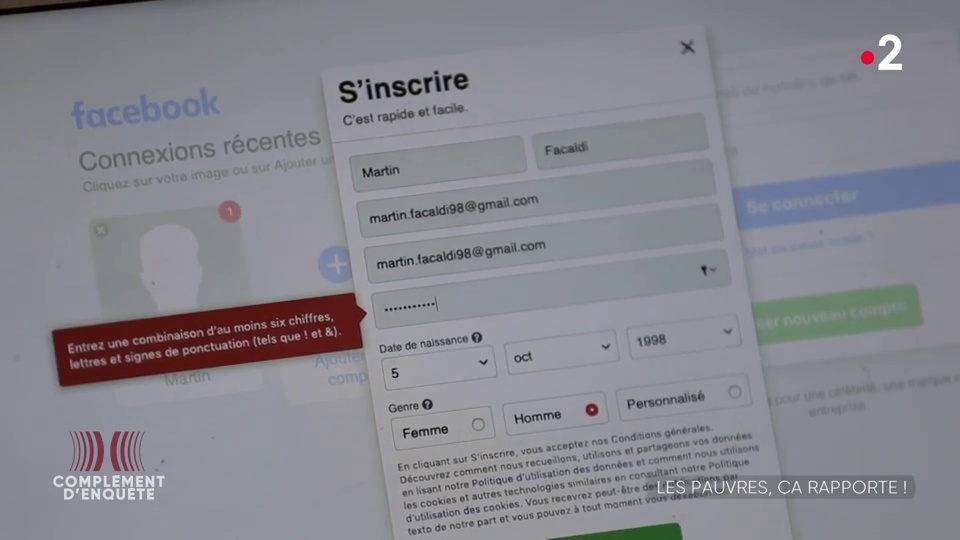 2
facebook
Connexions récentes
Cliquez sur votre image ou sur Ajouter un
1
Martin
Ajouter
comp
S'inscrire
C'est rapide et facile.
Martin
Facaldi
martin.facaldi98@gmail.com
martin.facaldi98@gmail.com
•••••••••••
Entrez une combinaison d'au moins six chiffres,
lettres et signes de ponctuation (tels que ! et &).
Date de naissance
5
oct
1998
Genre
Femme
Homme
Personnalisé
En cliquant sur S'inscrire, vous acceptez nos Conditions générales.
Découvrez comment nous recueillons, utilisons et partageons vos données
en lisant notre Politique d'utilisation des données et comment nous utilisons
les cookies et autres technologies similaires en consultant notre Politique
d'utilisation des cookies. Vous recevrez peut-être des
texto de notre part et vous pouvez à tout moment vous
Se connecter
nouveau compte
pour une célébrité, une marque
entreprise.
COMPLÉMENT
D'ENQUÊTE
LES PAUVRES, ÇA RAPPORTE !